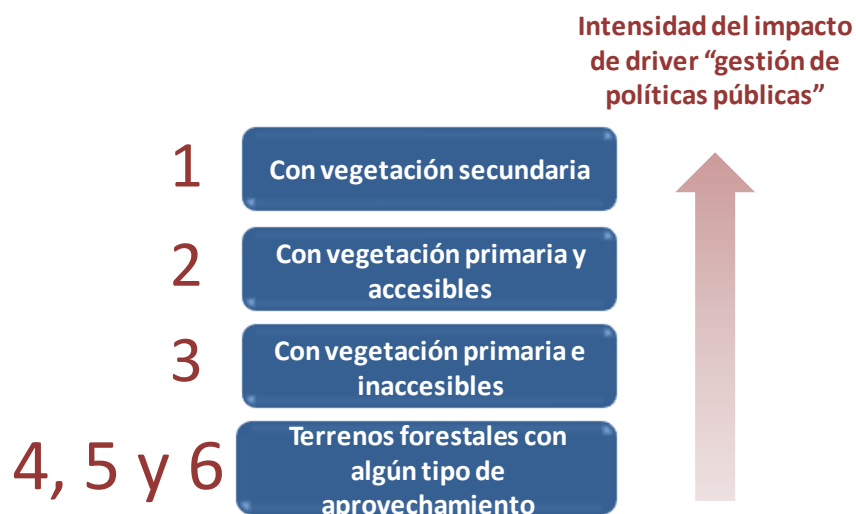 Intensidad del impacto
de driver “gestión de
políticas públicas”
1
Con vegetación secundaria
2
Con vegetación primaria y
accesibles
3
Con vegetación primaria e
inaccesibles
4, 5 y 6
Terrenos forestales con
algún tipo de
aprovechamiento